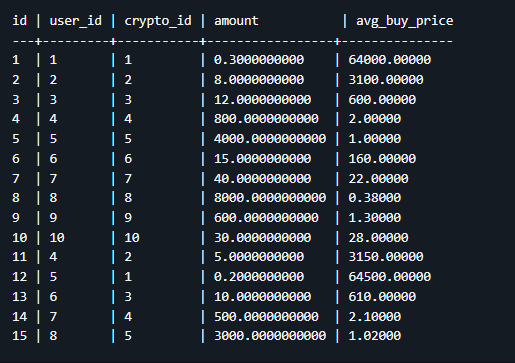 id | user_id | crypto_id | amount | avg_buy_price
---+---------+-----------+-----------------+---------------
1 | 1 | 1 | 0.3000000000 | 64000.00000
2 | 2 | 2 | 8.0000000000 | 3100.00000
3 | 3 | 3 | 12.0000000000 | 600.00000
4 | 4 | 4 | 800.0000000000 | 2.00000
5 | 5 | 5 | 4000.0000000000 | 1.00000
6 | 6 | 6 | 15.0000000000 | 160.00000
7 | 7 | 7 | 40.0000000000 | 22.00000
8 | 8 | 8 | 8000.0000000000 | 0.38000
9 | 9 | 9 | 600.0000000000 | 1.30000
10 | 10 | 10 | 30.0000000000 | 28.00000
11 | 4 | 2 | 5.0000000000 | 3150.00000
12 | 5 | 1 | 0.2000000000 | 64500.00000
13 | 6 | 3 | 10.0000000000 | 610.00000
14 | 7 | 4 | 500.0000000000 | 2.10000
15 | 8 | 5 | 3000.0000000000 | 1.02000